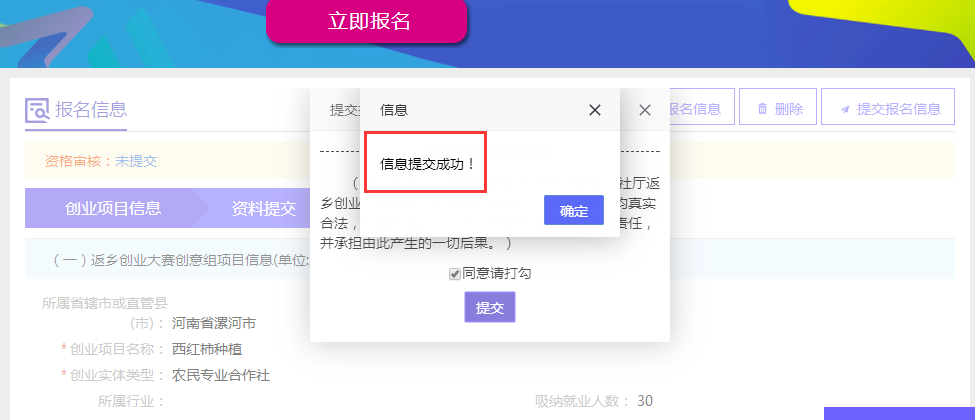 立即报名
报名信息
提交
信息
报名信息
删除
提交报名信息
资格审核：未提交
信息提交成功！
创业项目信息
资料提交
（
社厅返
乡创业
均真实
确定
合法，
责任，
并承担由此产生的一切后果。）
（一）返乡创业大赛创意组项目信息(单位:
同意请打勾
提交
所属省辖市或直管县
(市)： 河南省漯河市
*创业项目名称： 西红柿种植
*创业实体类型： 农民专业合作社
所属行业：
吸纳就业人数： 30